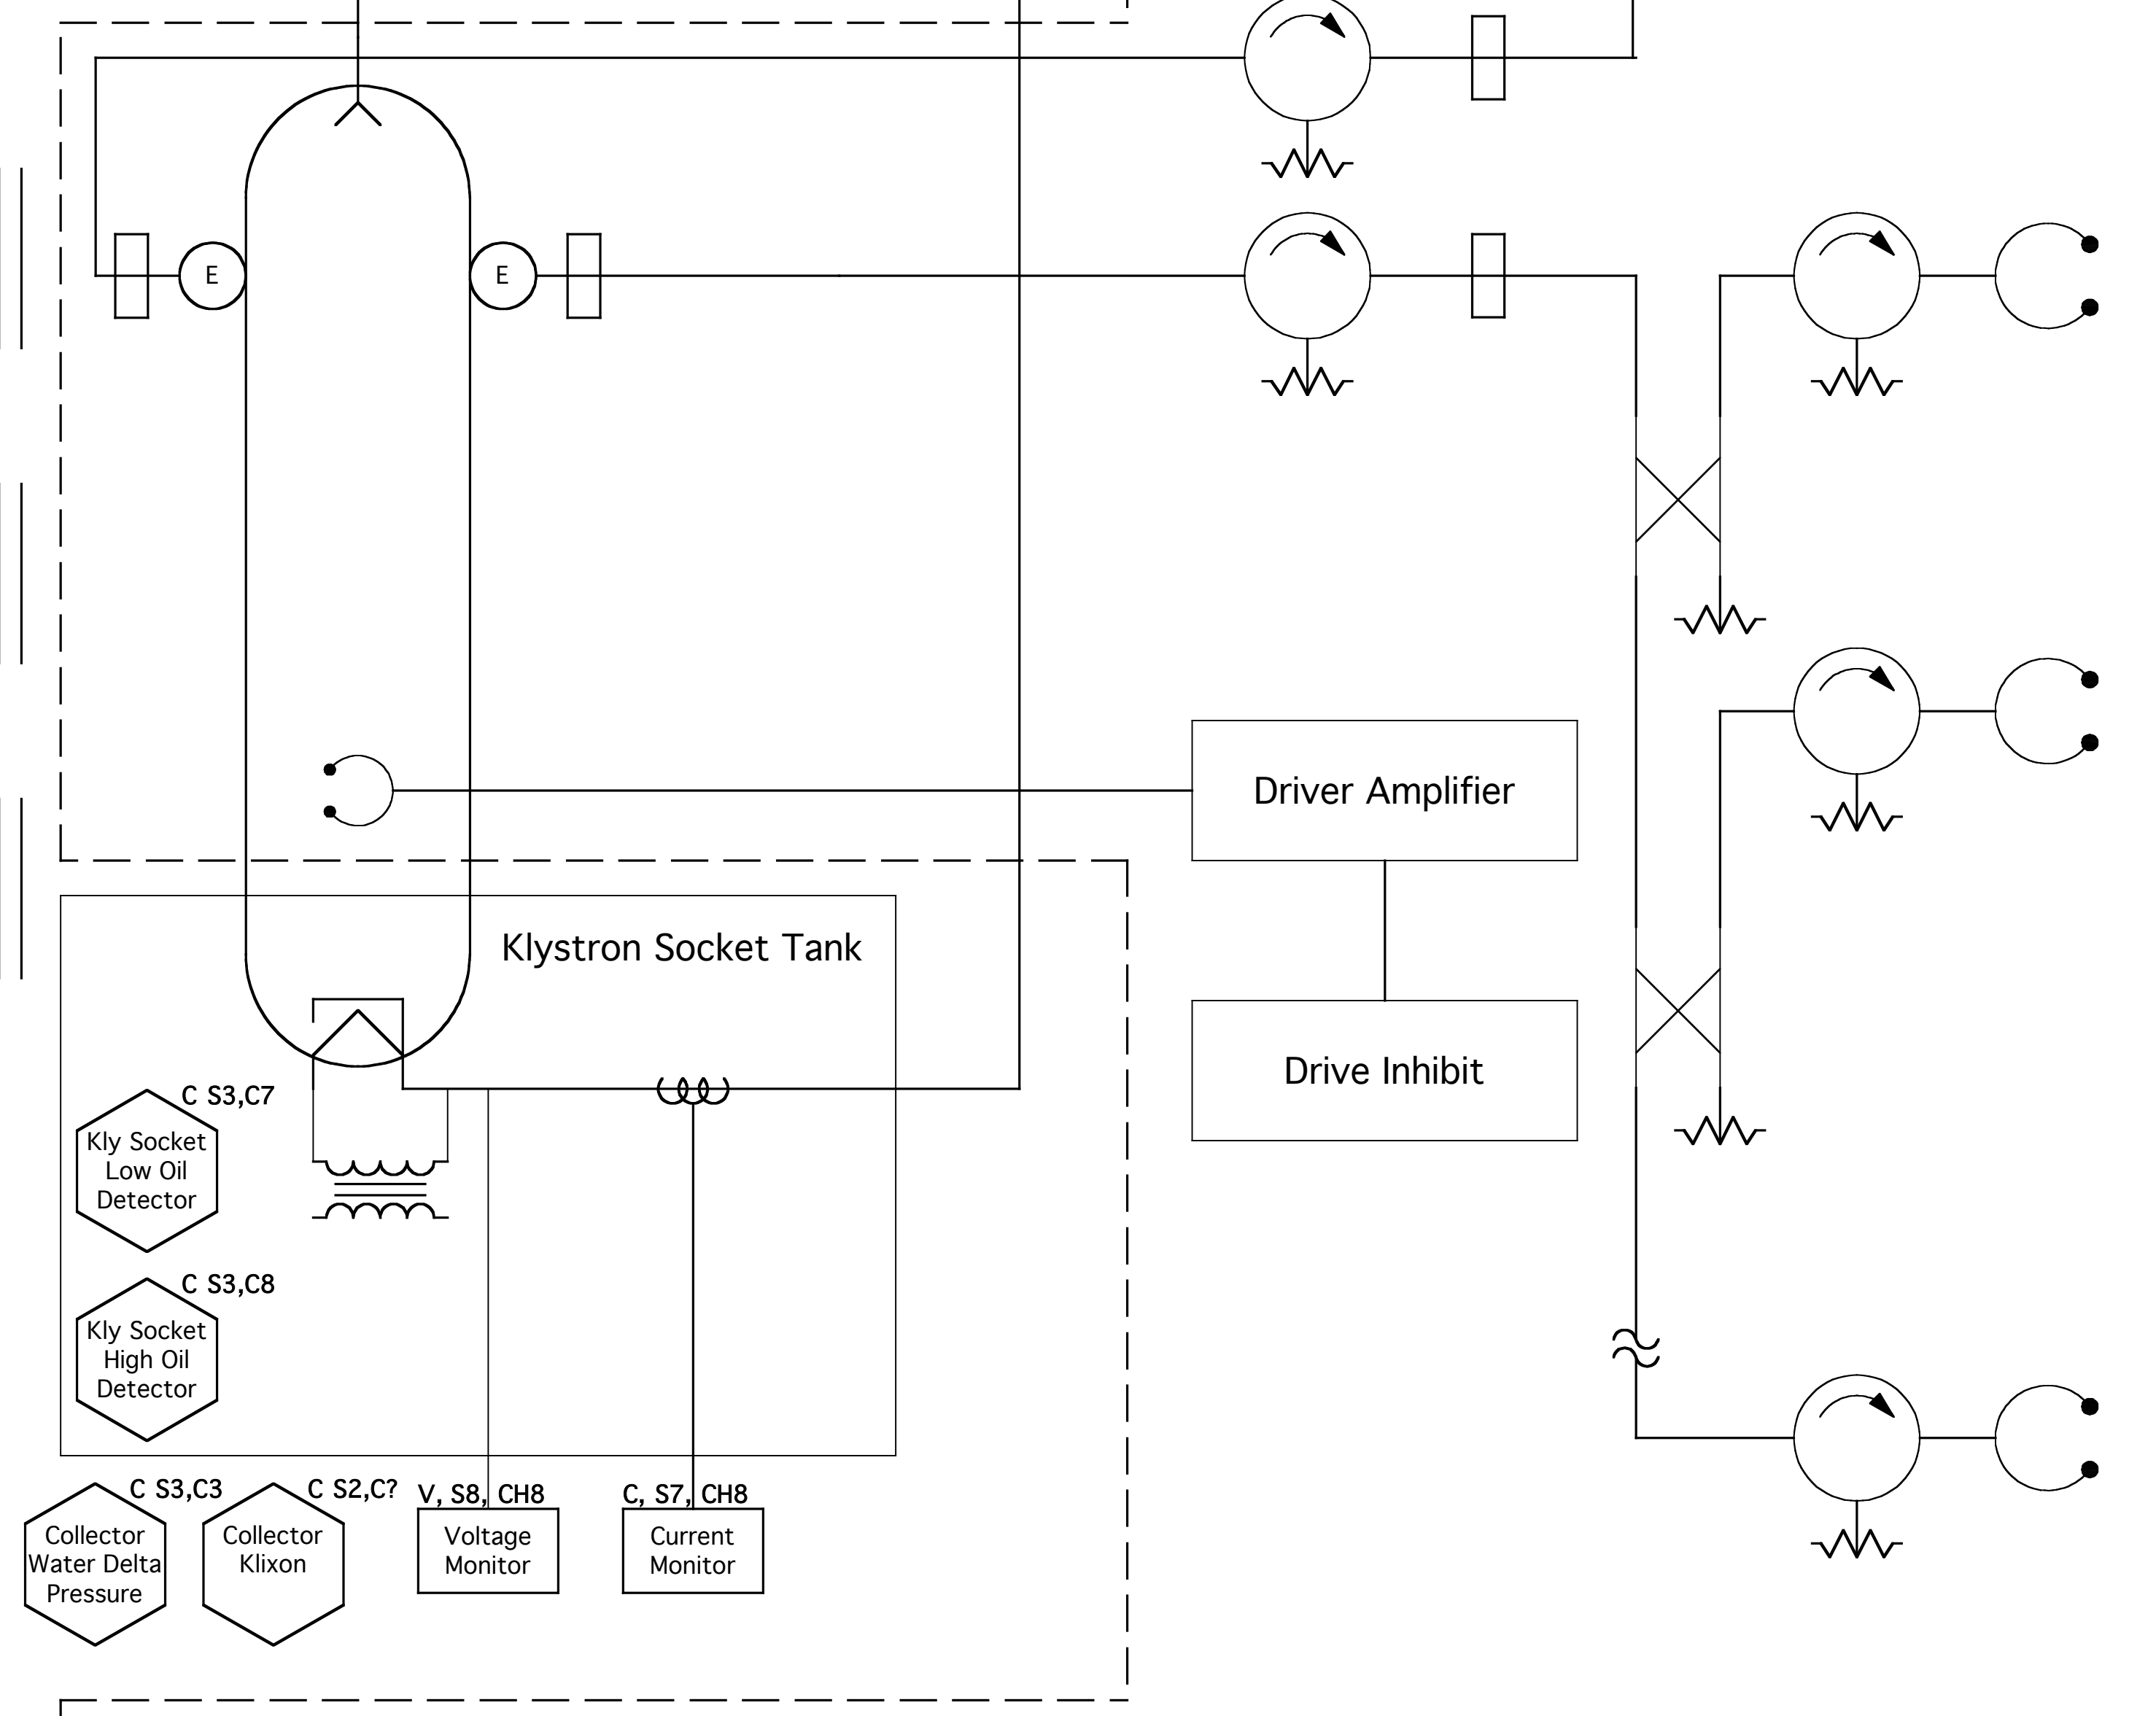 E
E
Driver Amplifier
Klystron Socket Tank
Drive Inhibit
C S3,C7
Kly Socket
Low Oil
Detector
C S3,C8
Kly Socket
High Oil
Detector
C S3,C3
Collector
Water Delta
Pressure
C S2,C?
Collector
Klixon
V, S8, CH8
Voltage
Monitor
C, S7, CH8
Current
Monitor